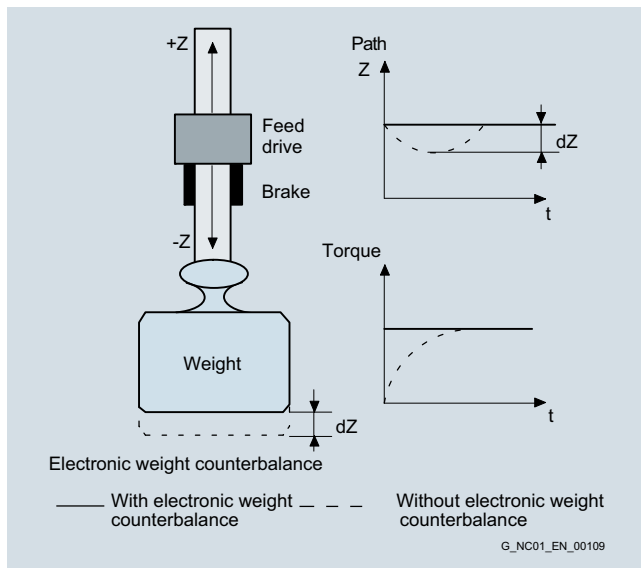 +Z
Feed
drive
Brake
-Z
Weight
dZ
Path
Z
dZ
t
Torque
t
Electronic weight counterbalance
With electronic weight
counterbalance
Without electronic weight
counterbalance
G_NC01_EN_00109